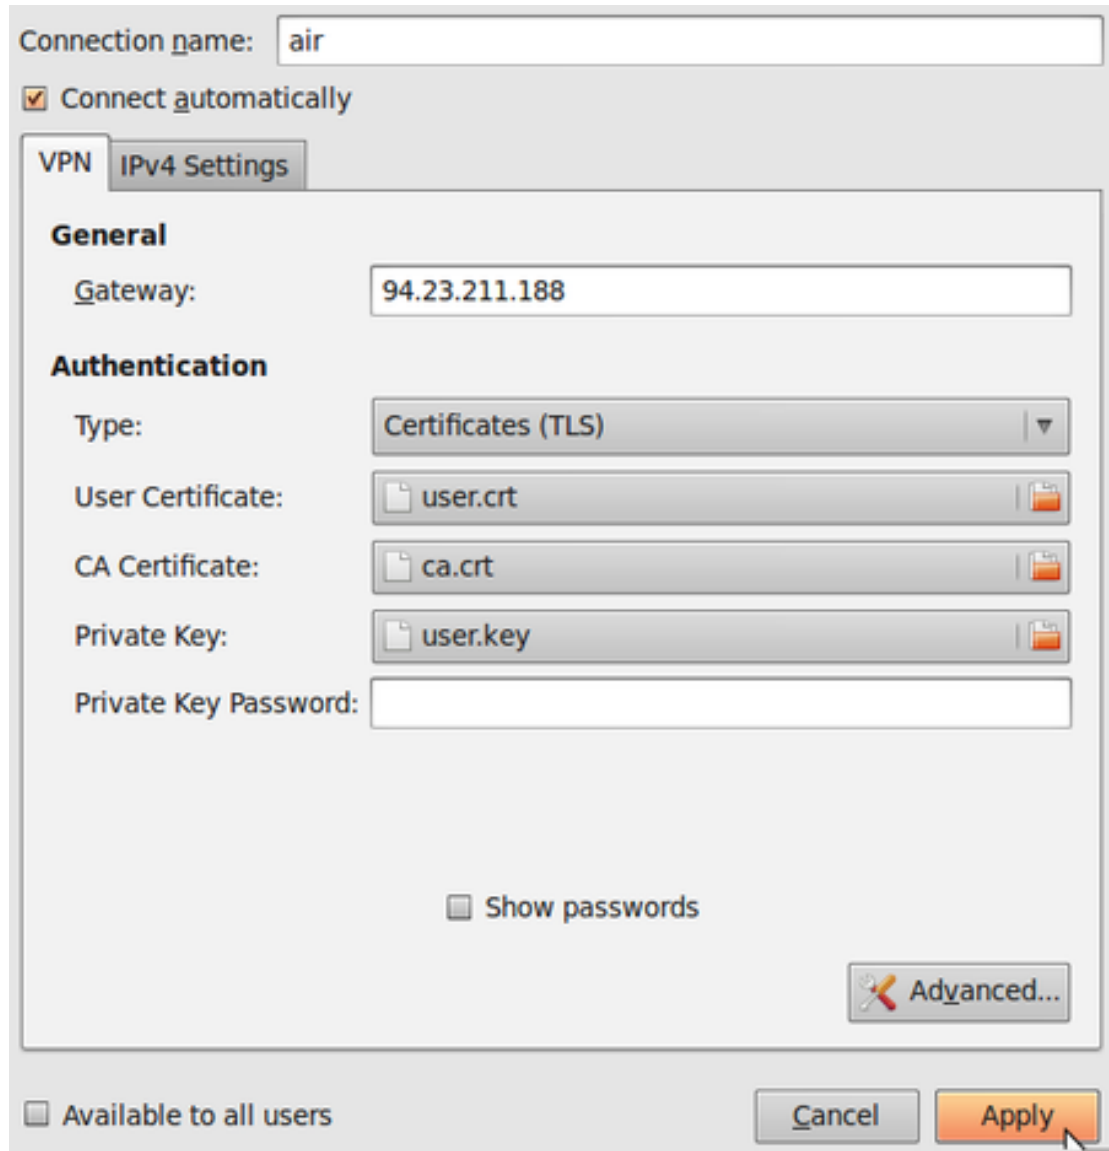 Connection name: air
Connect automatically
VPN IPv4 Settings
General
Gateway: 94.23.211.188
Authentication
Type: Certificates (TLS)
User Certificate: user.crt
CA Certificate: ca.crt
Private Key: user.key
Private Key Password:
Show passwords
Advanced...
Available to all users Cancel Apply